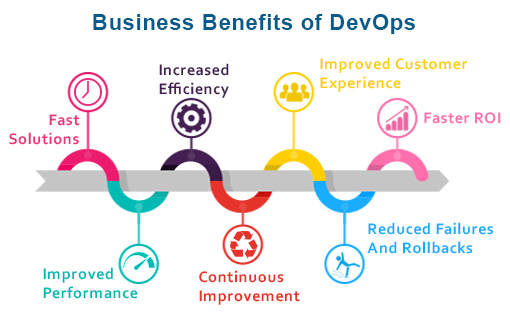 Business Benefits of DevOps
Fast
Solutions
Improved
Performance
Increased
Efficiency
Continuous
Improvement
Improved Customer
Experience
Reduced Failures
And Rollbacks
Faster ROI